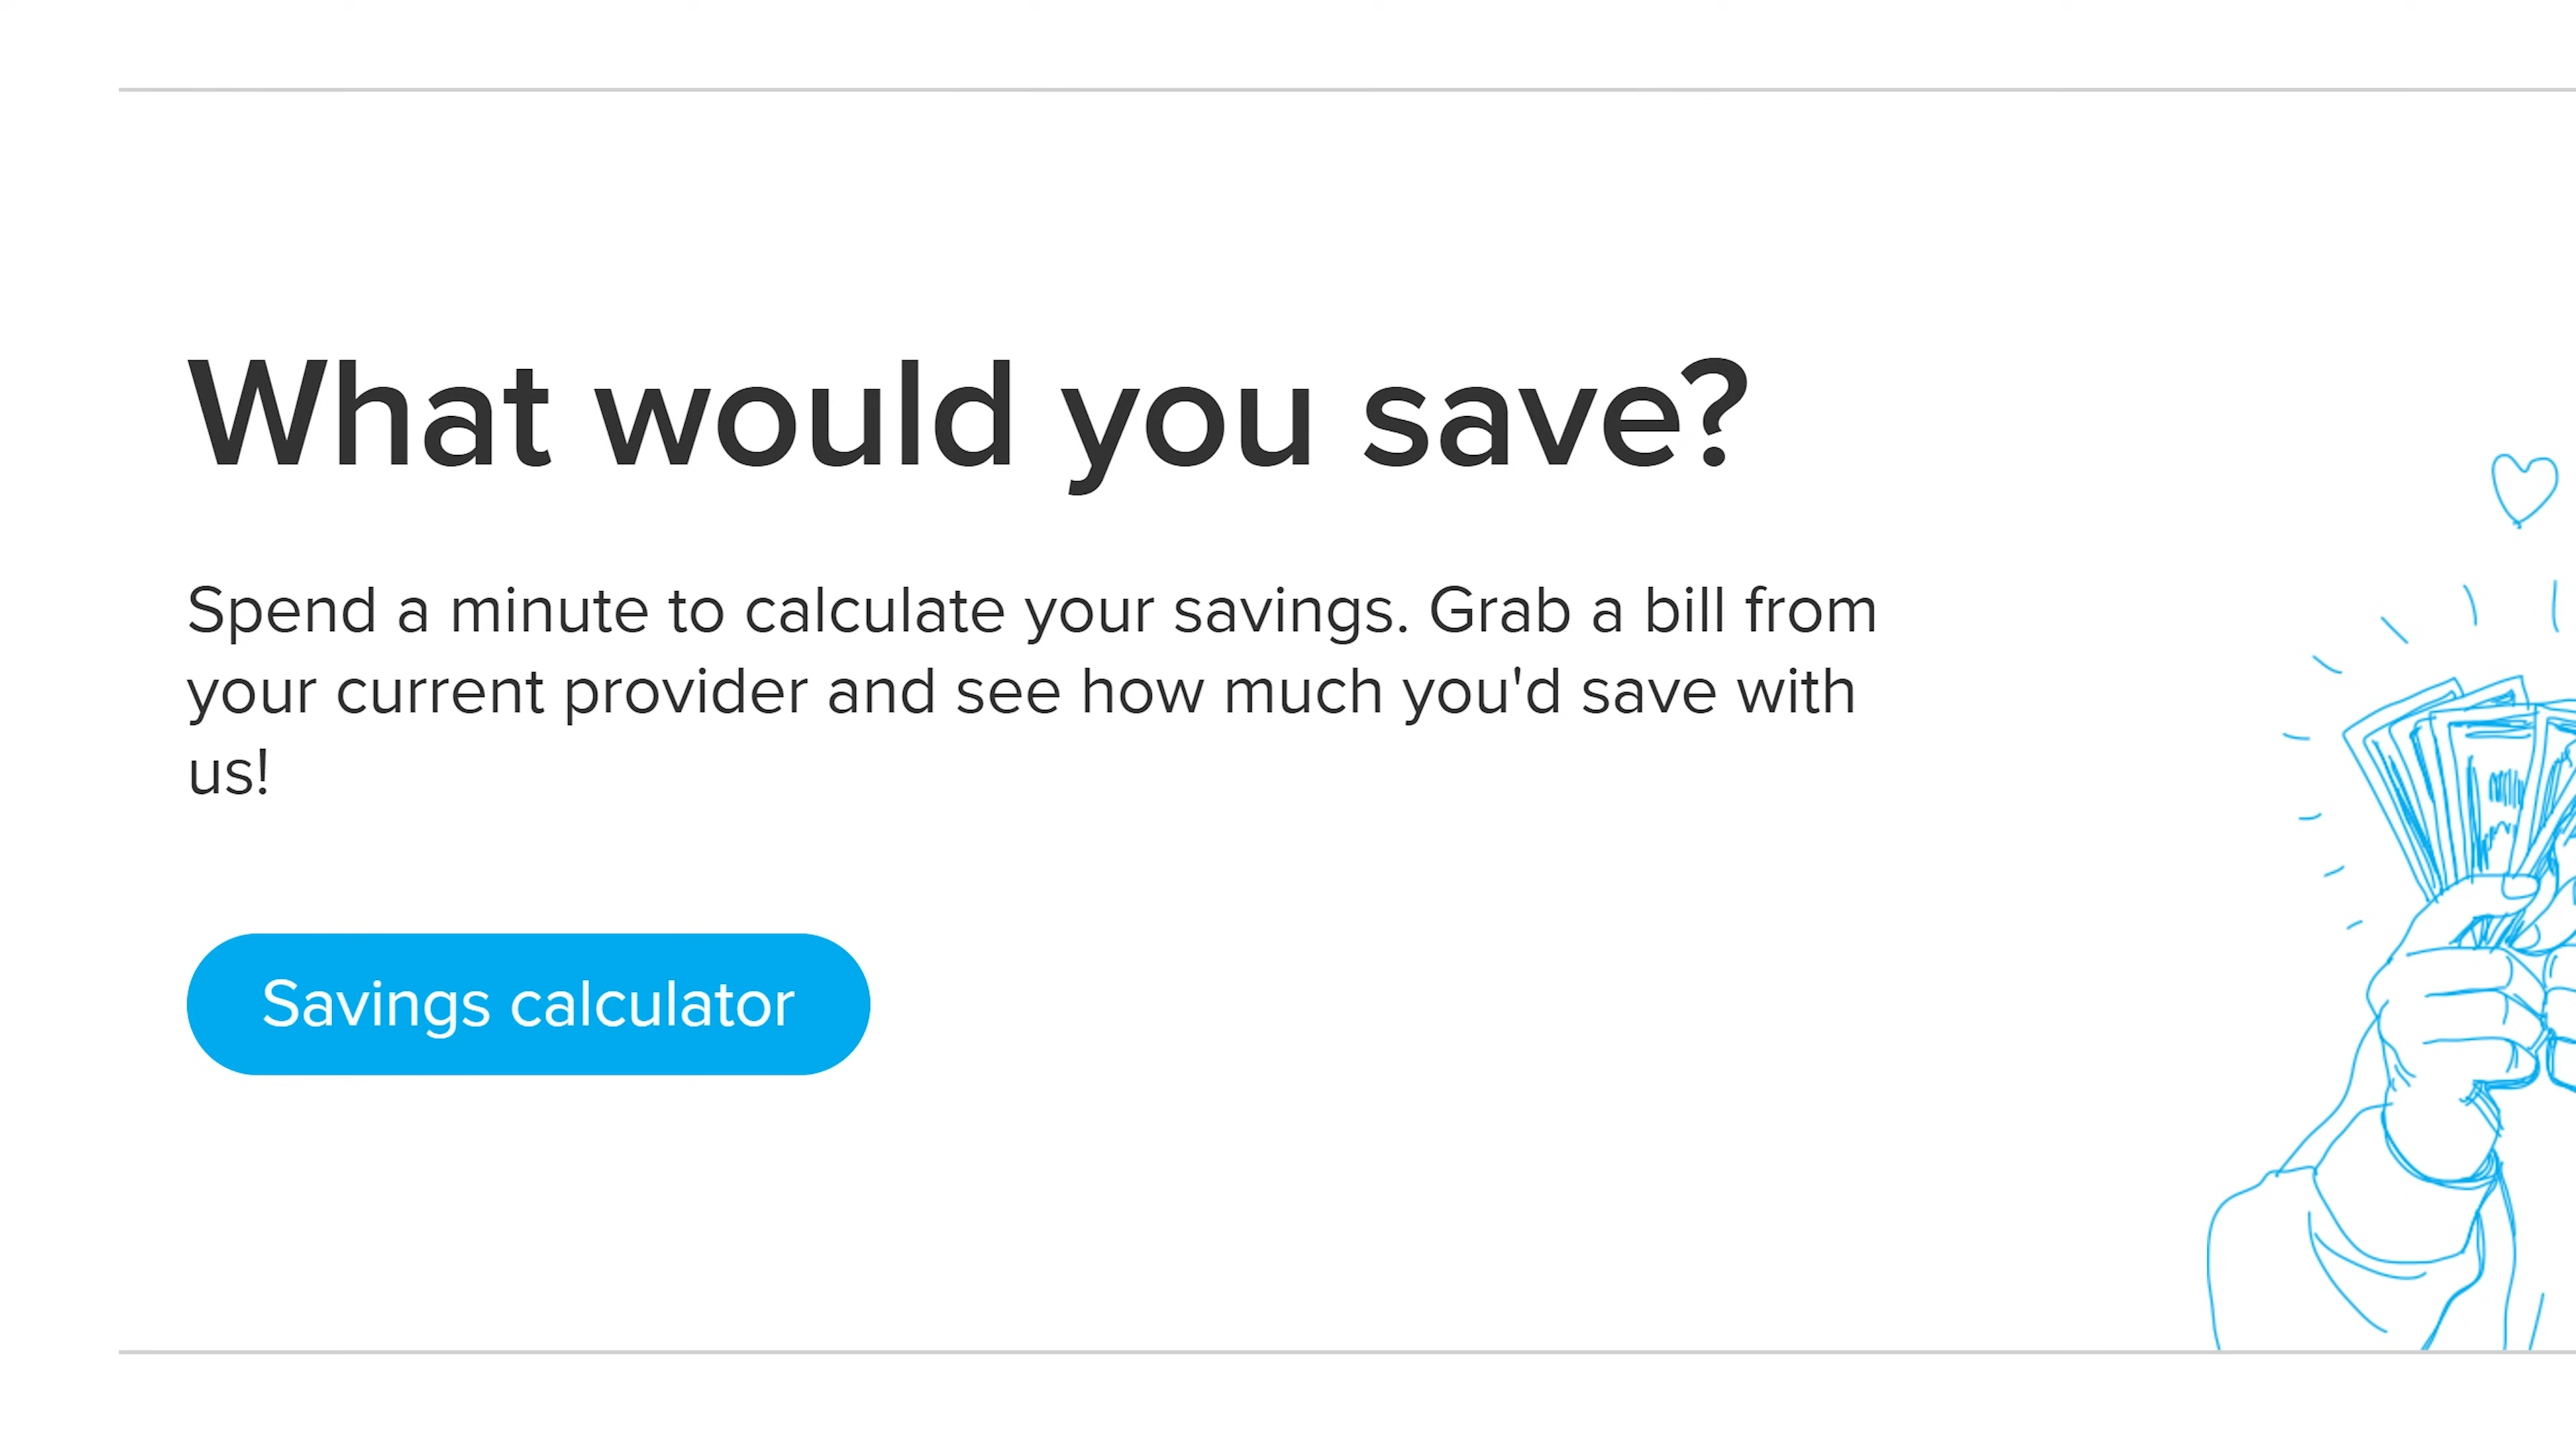 What would you save?
Spend a minute to calculate your savings. Grab a bill from
your current provider and see how much you'd save with
us!
Savings calculator